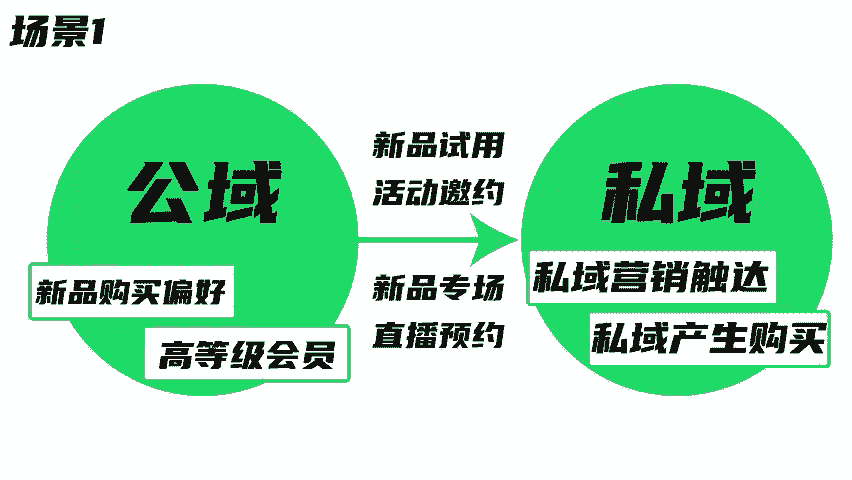 场景1
公域
新品购买偏好
高等级会员
新品试用
活动邀约
新品专场
直播预约
私域
私域营销触达
私域产生购买